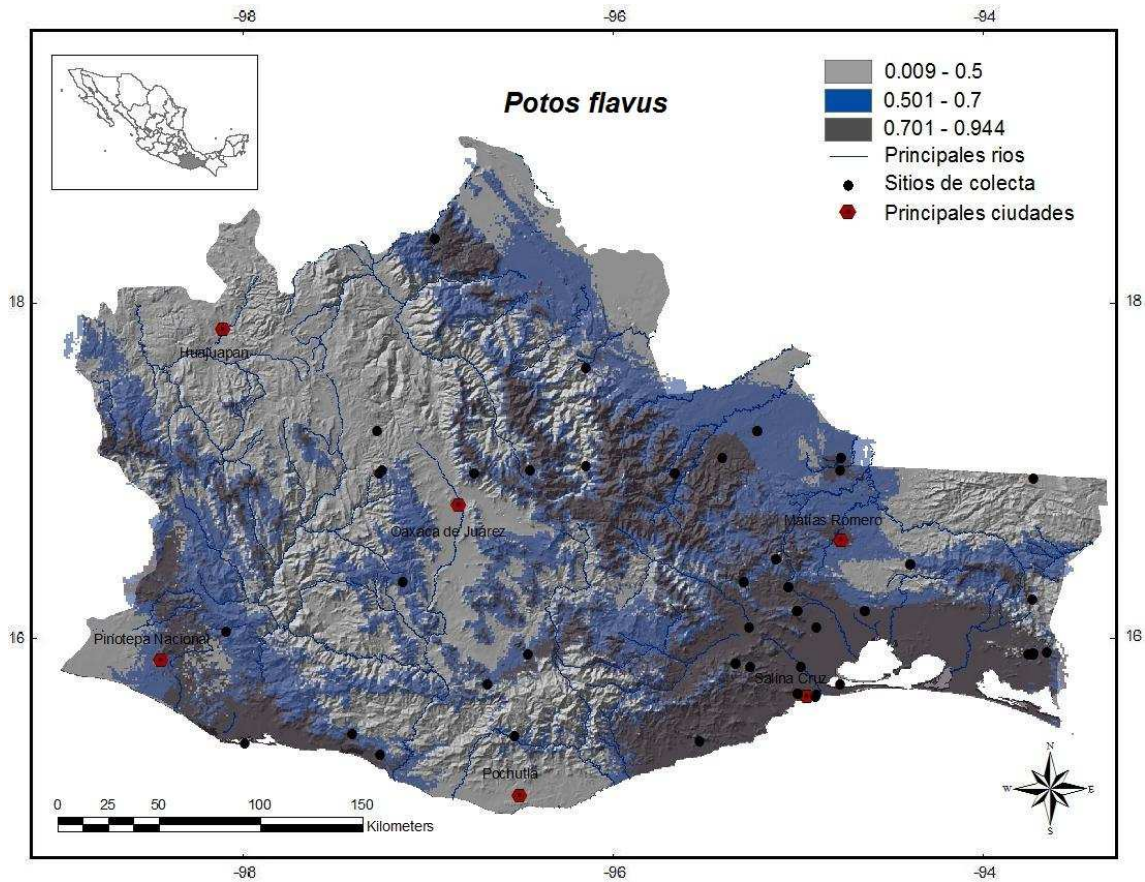 -98 -96 -94
Potos flavus
0.009 - 0.5
0.501 - 0.7
0.701 - 0.944
Principales rios
Sitios de colecta
Principales ciudades
18 18
Huajuapan
Oaxaca de Juárez
Matías Romero
16 16
Pinotepa Nacional
Salina Cruz
Pochutla
0 25 50 100 150
Kilometers
N
W E
S
-98 -96 -94